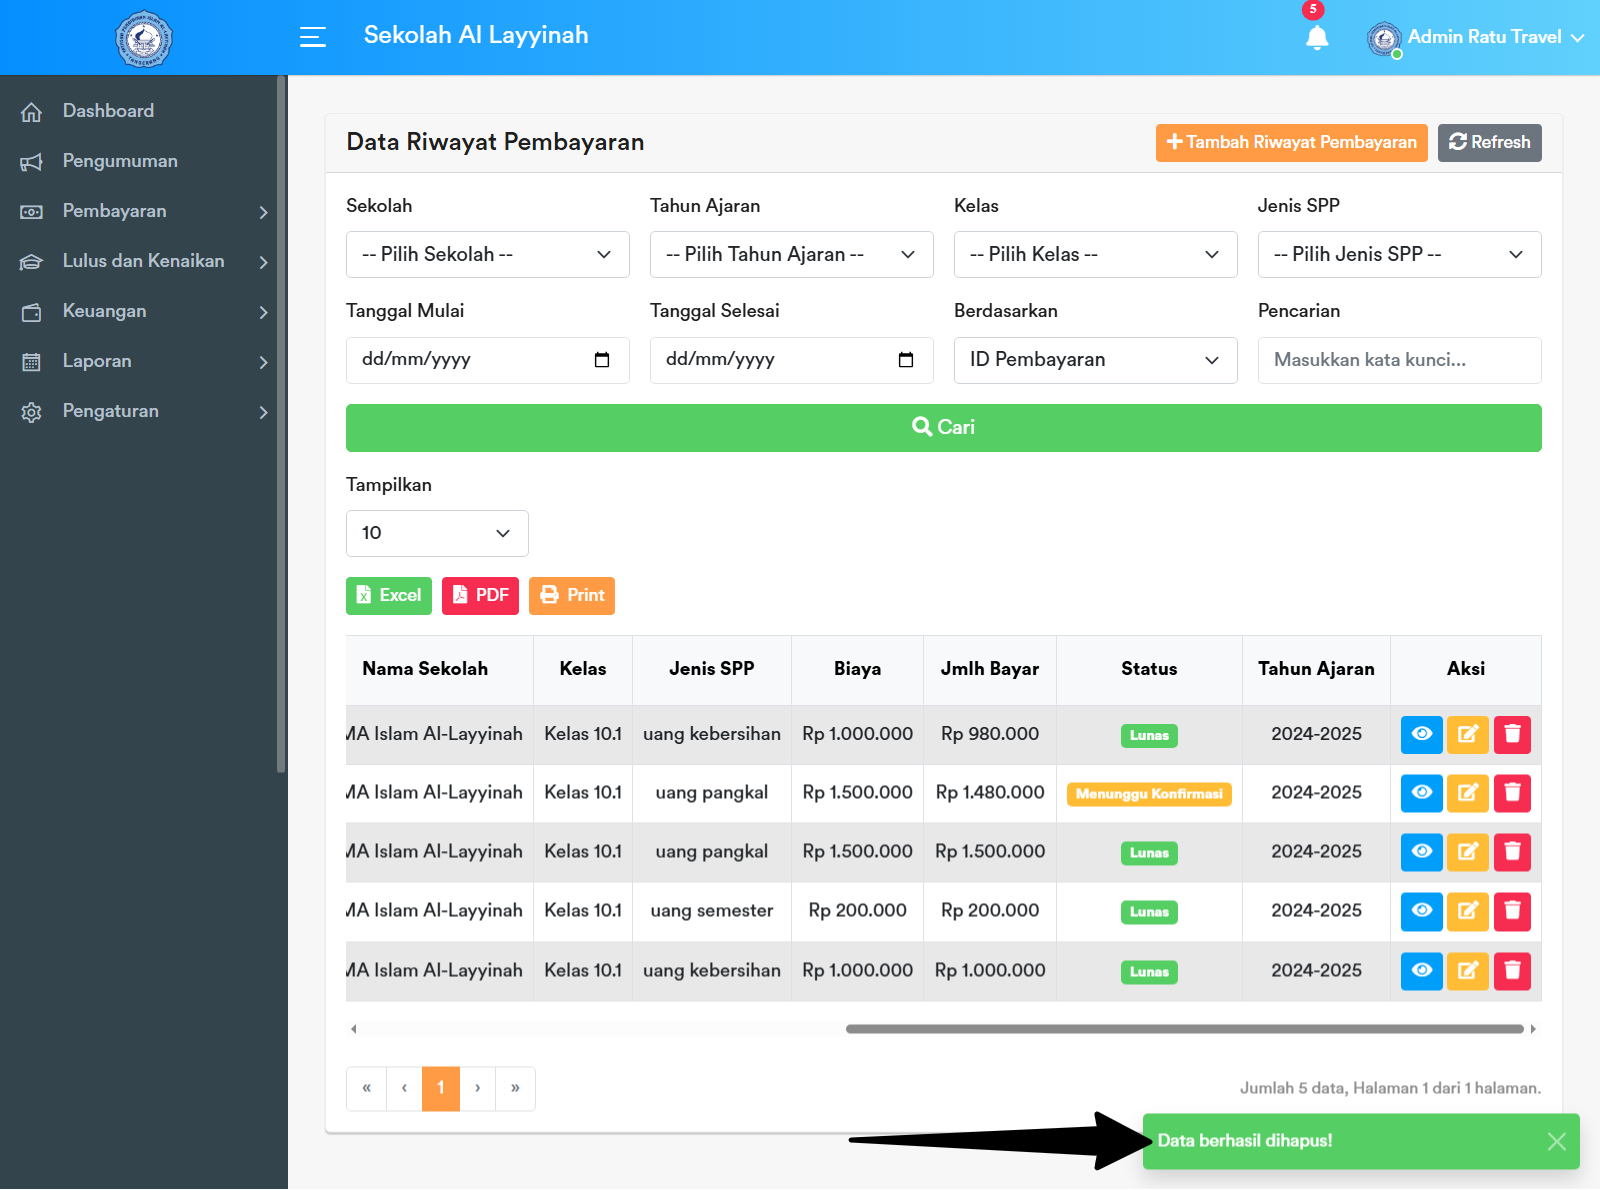 Sekolah Al Layyinah
5
Admin Ratu Travel
Dashboard
Pengumuman
Pembayaran
Lulus dan Kenaikan
Keuangan
Laporan
Pengaturan
Data Riwayat Pembayaran
Tambah Riwayat Pembayaran
Refresh
Sekolah Tahun Ajaran Kelas Jenis SPP
-- Pilih Sekolah -- -- Pilih Tahun Ajaran -- -- Pilih Kelas -- -- Pilih Jenis SPP --
Tanggal Mulai Tanggal Selesai Berdasarkan Pencarian
dd/mm/yyyy dd/mm/yyyy ID Pembayaran Masukkan kata kunci...
Cari
Tampilkan
10
Excel PDF Print
Nama Sekolah Kelas Jenis SPP Biaya Jmlh Bayar Status Tahun Ajaran Aksi
MA Islam Al-Layyinah Kelas 10.1 uang kebersihan Rp 1.000.000 Rp 980.000 Lunas 2024-2025
MA Islam Al-Layyinah Kelas 10.1 uang pangkal Rp 1.500.000 Rp 1.480.000 Menunggu Konfirmasi 2024-2025
MA Islam Al-Layyinah Kelas 10.1 uang pangkal Rp 1.500.000 Rp 1.500.000 Lunas 2024-2025
MA Islam Al-Layyinah Kelas 10.1 uang semester Rp 200.000 Rp 200.000 Lunas 2024-2025
MA Islam Al-Layyinah Kelas 10.1 uang kebersihan Rp 1.000.000 Rp 1.000.000 Lunas 2024-2025
« ‹ 1 › »
Jumlah 5 data, Halaman 1 dari 1 halaman.
Data berhasil dihapus!